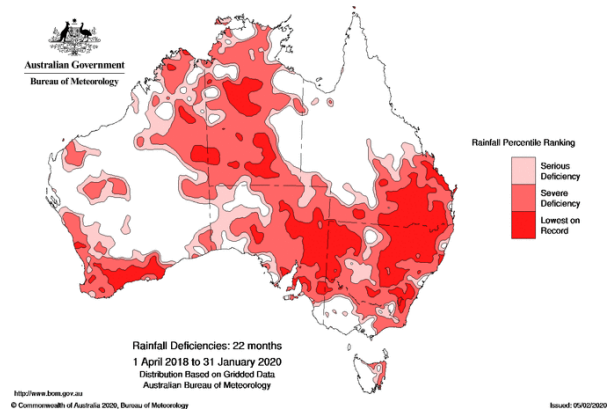 Australian Government
Bureau of Meteorology
Rainfall Percentile Ranking
Serious
Deficiency
Severe
Deficiency
Lowest on
Record
Rainfall Deficiencies: 22 months
1 April 2018 to 31 January 2020
Distribution Based on Gridded Data
Australian Bureau of Meteorology
http://www.bom.gov.au
© Commonwealth of Australia 2020, Bureau of Meteorology
Issued: 05/02/2020